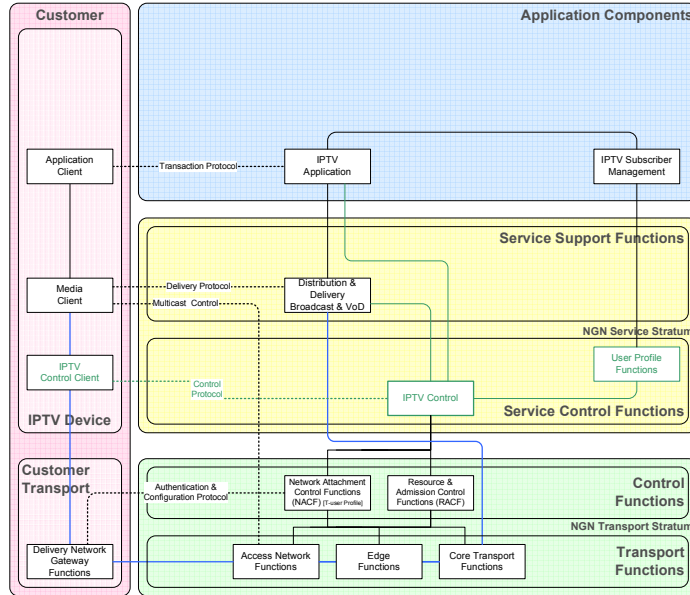 Customer
Application Components
Application
Client
Transaction Protocol
IPTV
Application
IPTV Subscriber
Management
Service Support Functions
Media
Client
Delivery Protocol
Multicast Control
Distribution &
Delivery
Broadcast & VoD
NGN Service Stratum
IPTV
Control Client
Control
Protocol
IPTV Control
User Profile
Functions
IPTV Device
Service Control Functions
Customer
Transport
Authentication &
Configuration Protocol
Network Attachment
Control Functions
(NACF) [T-user Profile]
Resource &
Admission Control
Functions (RACF)
Control
Functions
NGN Transport Stratum
Delivery Network
Gateway
Functions
Access Network
Functions
Edge
Functions
Core Transport
Functions
Transport
Functions